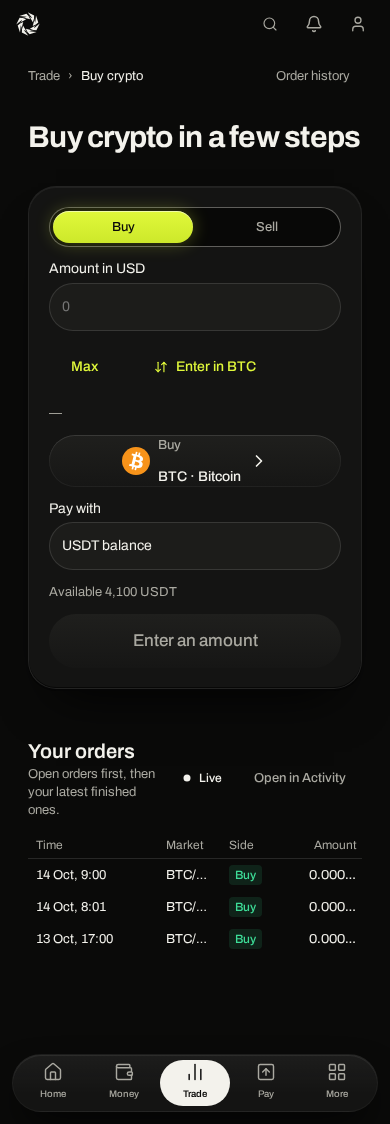 Trade › Buy crypto Order history
Buy crypto in a few steps
Buy Sell
Amount in USD
0
Max Enter in BTC
—
Buy
BTC · Bitcoin
Pay with
USDT balance
Available 4,100 USDT
Enter an amount
Your orders
Open orders first, then
your latest finished
ones.
Live Open in Activity
Time Market Side Amount
14 Oct, 9:00 BTC/... Buy 0.000...
14 Oct, 8:01 BTC/... Buy 0.000...
13 Oct, 17:00 BTC/... Buy 0.000...
Home Money Trade Pay More